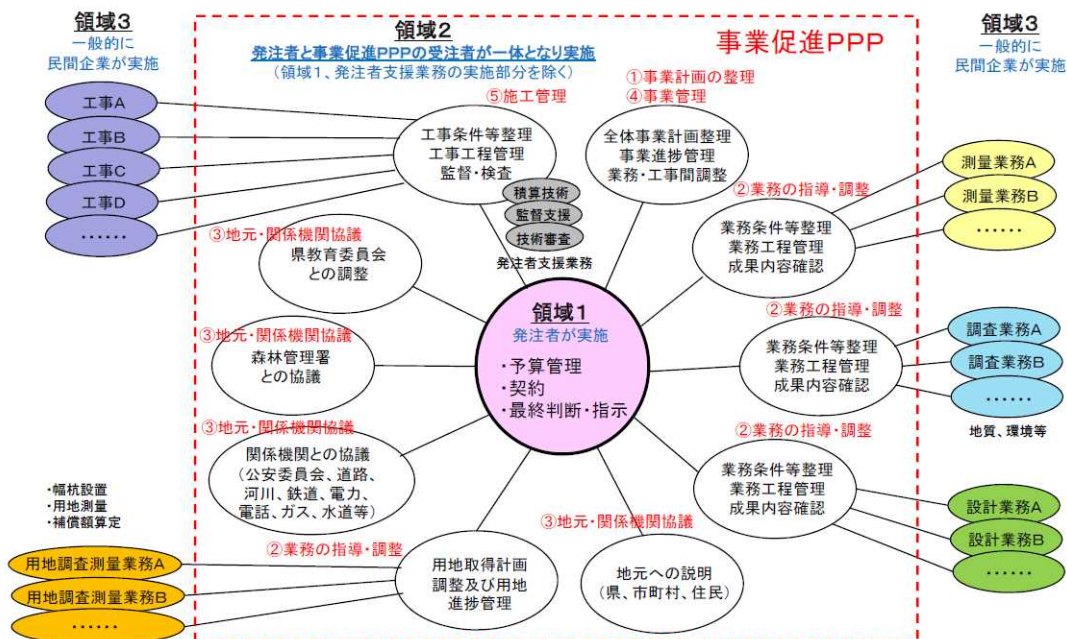 領域3
一般的に
民間企業が実施
工事A
工事B
工事C
工事D
……
領域2
発注者と事業促進PPPの受注者が一体となり実施
(領域1、発注者支援業務の実施部分を除く)
事業促進PPP
領域3
一般的に
民間企業が実施
⑤施工管理
工事条件等整理
工事工程管理
監督・検査
①事業計画の整理
④事業管理
全体事業計画整理
事業進捗管理
業務・工事間調整
積算技術
監督支援
技術審査
発注者支援業務
②業務の指導・調整
業務条件等整理
業務工程管理
成果内容確認
測量業務A
測量業務B
……
③地元・関係機関協議
県教育委員会
との調整
③地元・関係機関協議
森林管理署
との協議
領域1
発注者が実施
・予算管理
・契約
・最終判断・指示
②業務の指導・調整
業務条件等整理
業務工程管理
成果内容確認
調査業務A
調査業務B
……
地質、環境等
③地元・関係機関協議
関係機関との協議
(公安委員会、道路、
河川、鉄道、電力、
電話、ガス、水道等)
②業務の指導・調整
業務条件等整理
業務工程管理
成果内容確認
設計業務A
設計業務B
……
・幅杭設置
・用地測量
・補償額算定
用地調査測量業務A
用地調査測量業務B
……
②業務の指導・調整
用地取得計画
調整及び用地
進捗管理
③地元・関係機関協議
地元への説明
(県、市町村、住民)